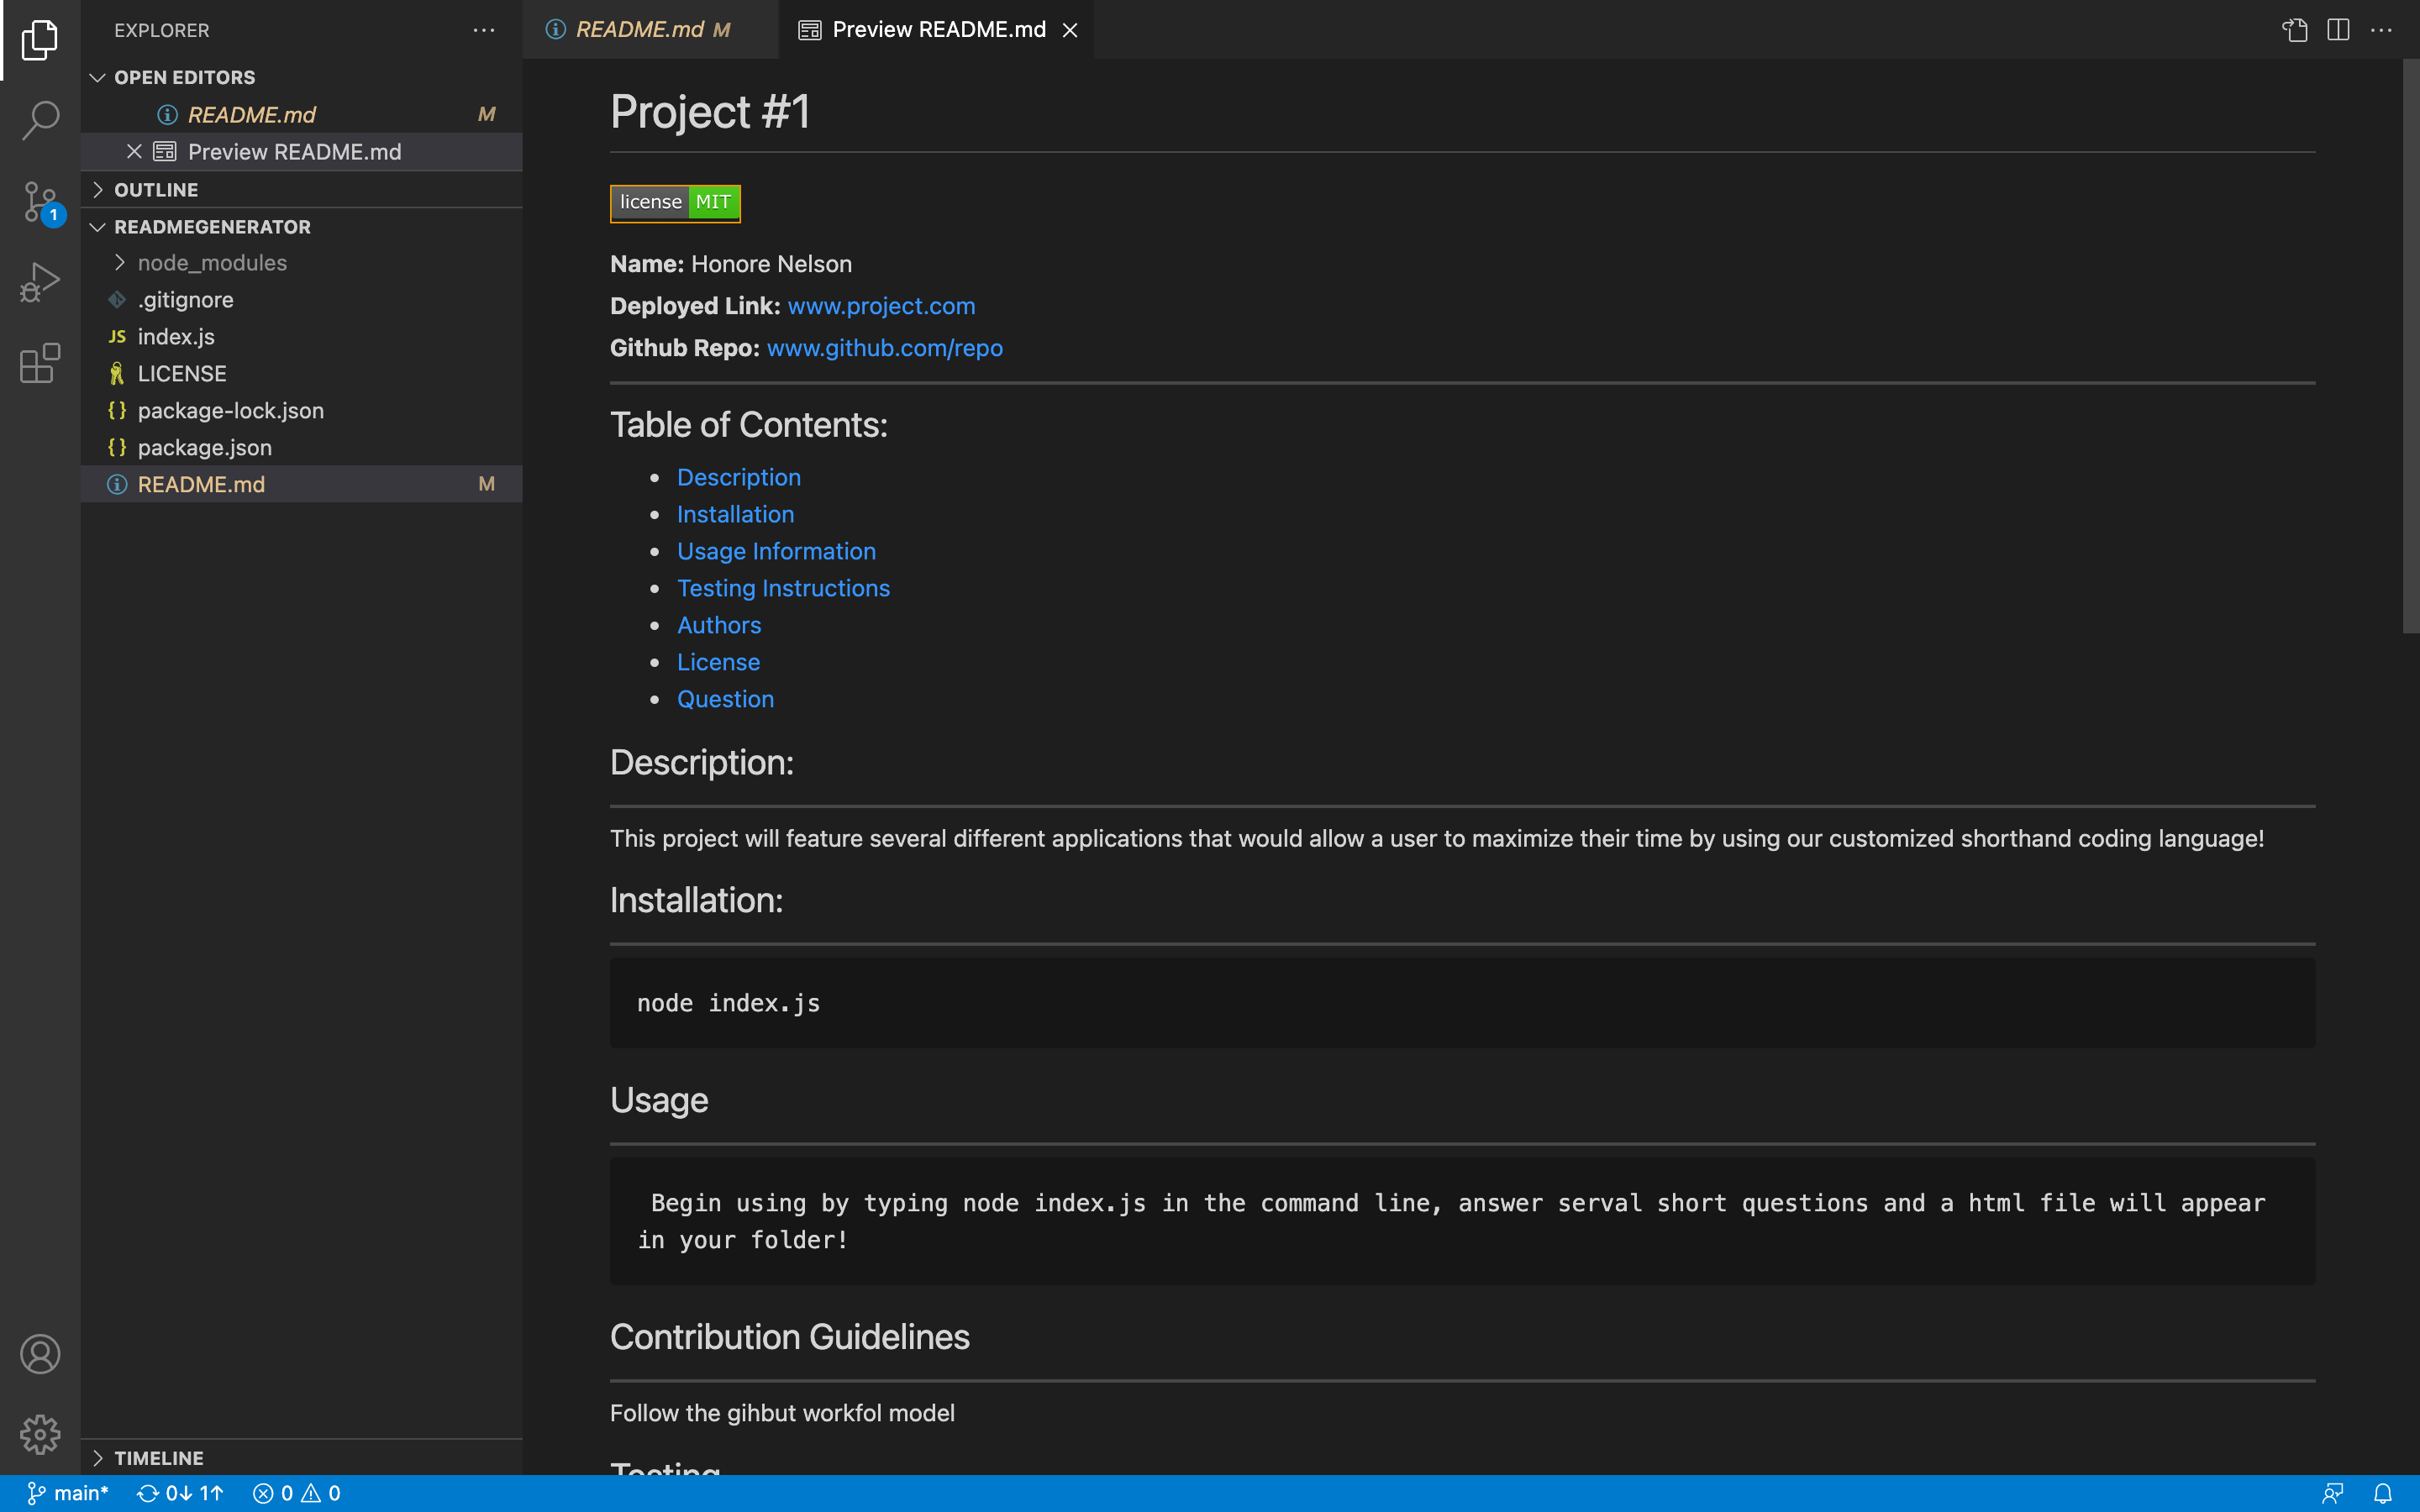 EXPLORER
OPEN EDITORS
README.md M
Preview README.md
OUTLINE
READMEGENERATOR
node_modules
.gitignore
JS index.js
LICENSE
{} package-lock.json
{} package.json
README.md M
TIMELINE
1
README.md M
Preview README.md
Project #1
license MIT
Name: Honore Nelson
Deployed Link: www.project.com
Github Repo: www.github.com/repo
Table of Contents:
• Description
• Installation
• Usage Information
• Testing Instructions
• Authors
• License
• Question
Description:
This project will feature several different applications that would allow a user to maximize their time by using our customized shorthand coding language!
Installation:
node index.js
Usage
Begin using by typing node index.js in the command line, answer serval short questions and a html file will appear
in your folder!
Contribution Guidelines
Follow the gihbut workfol model
Testing
main* 0↓ 1↑ 0 0